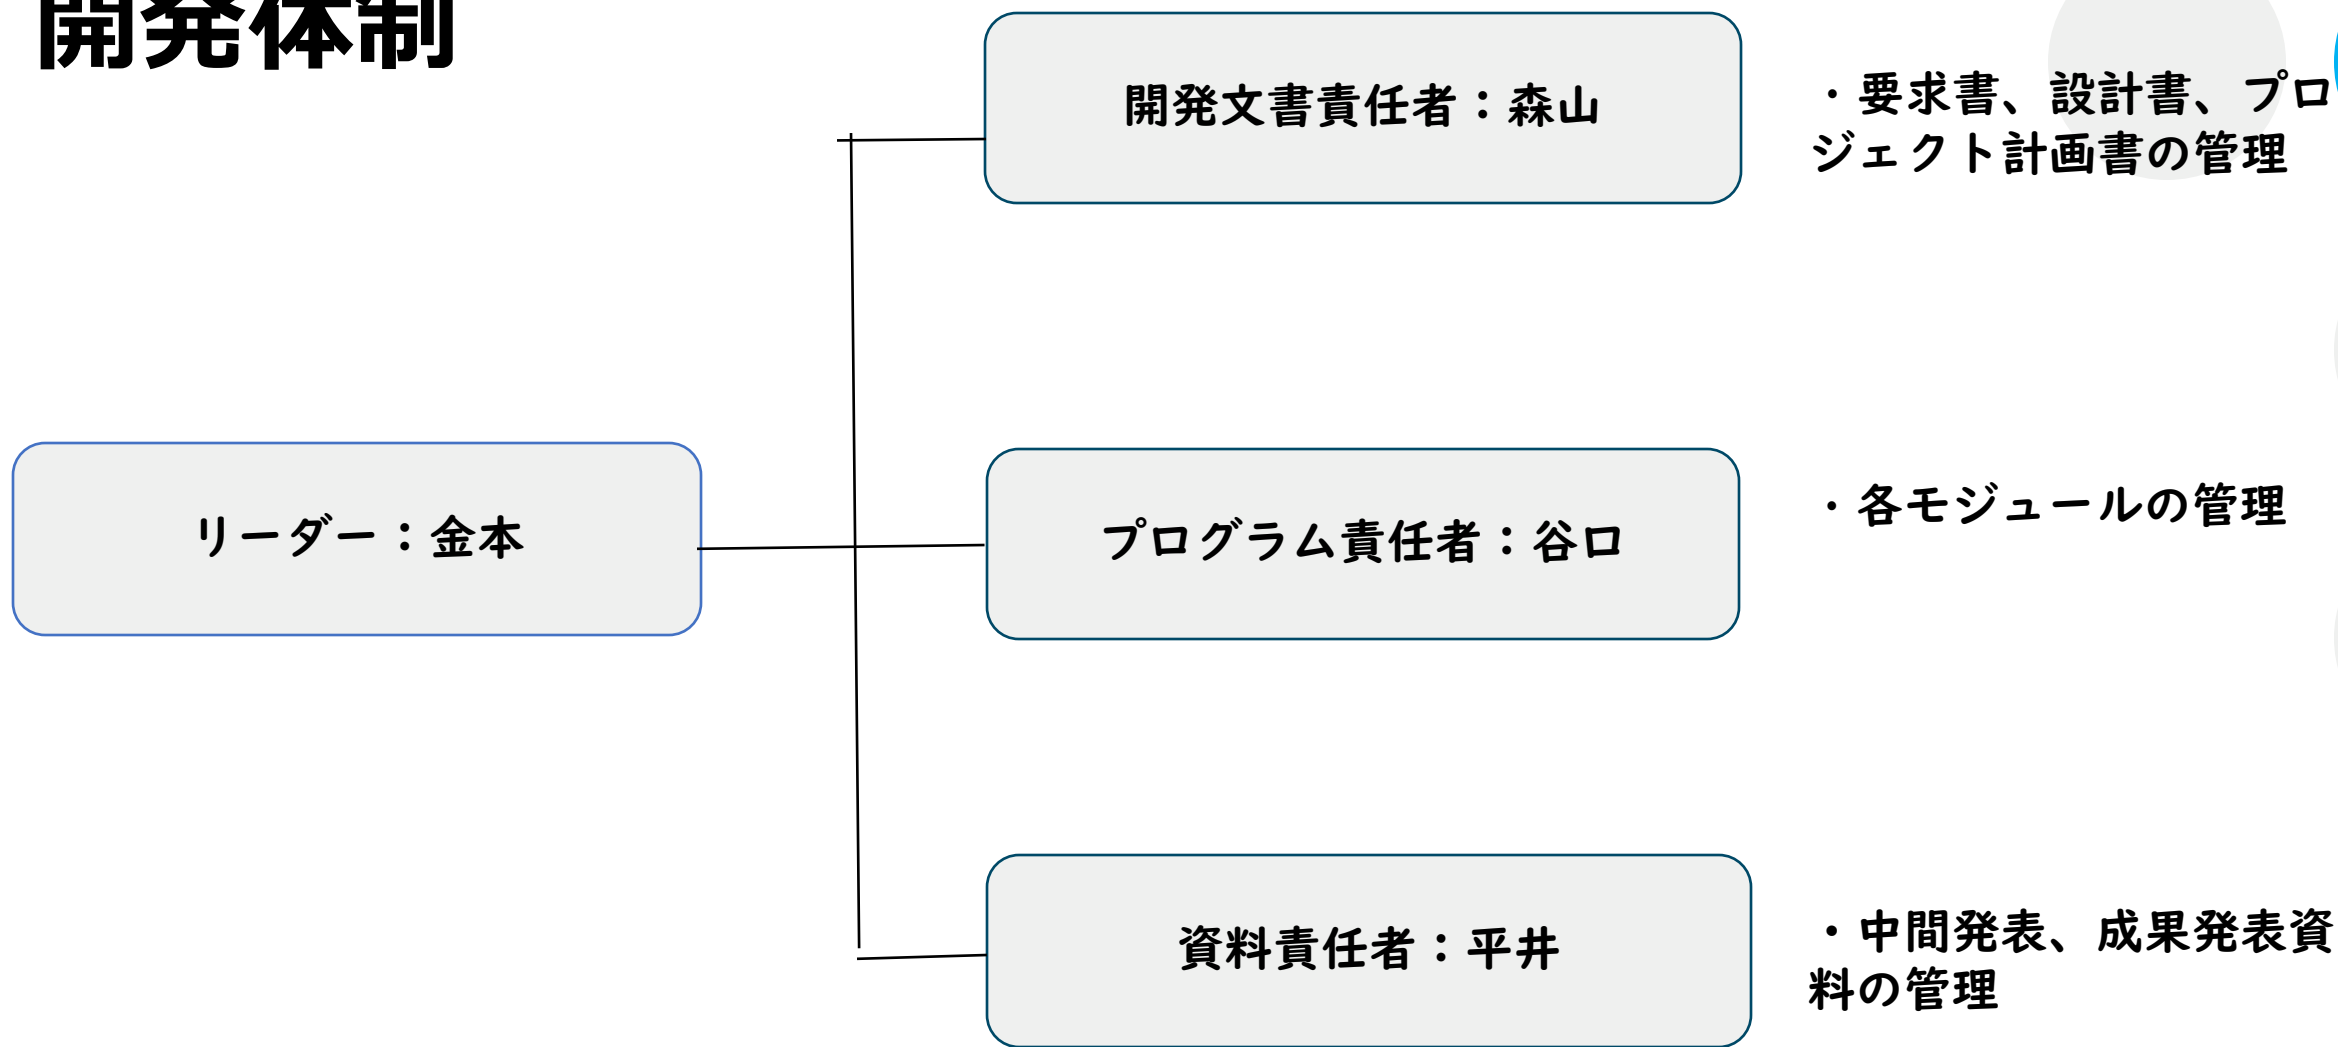 開発体制
開発文書責任者：森山
・要求書、設計書、プロ
ジェクト計画書の管理
リーダー：金本
プログラム責任者：谷口
・各モジュールの管理
資料責任者：平井
・中間発表、成果発表資
料の管理